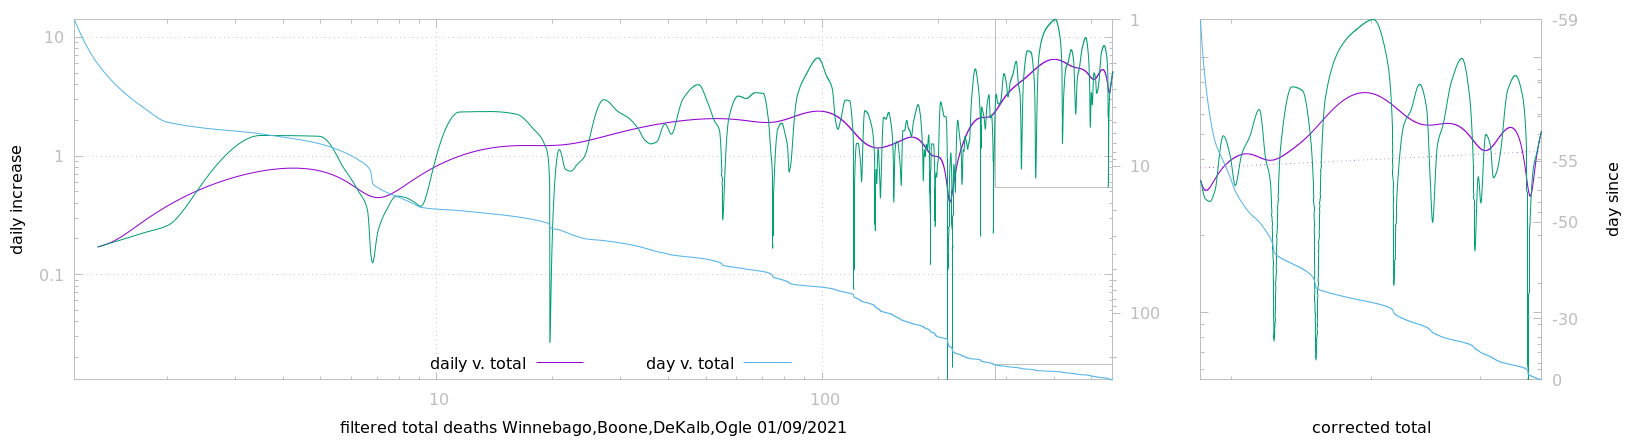 10
1
0.1
daily increase
daily v. total
day v. total
10
100
filtered total deaths Winnebago,Boone,DeKalb,Ogle 01/09/2021
1
10
100
-59
-55
-50
-30
0
day since
corrected total